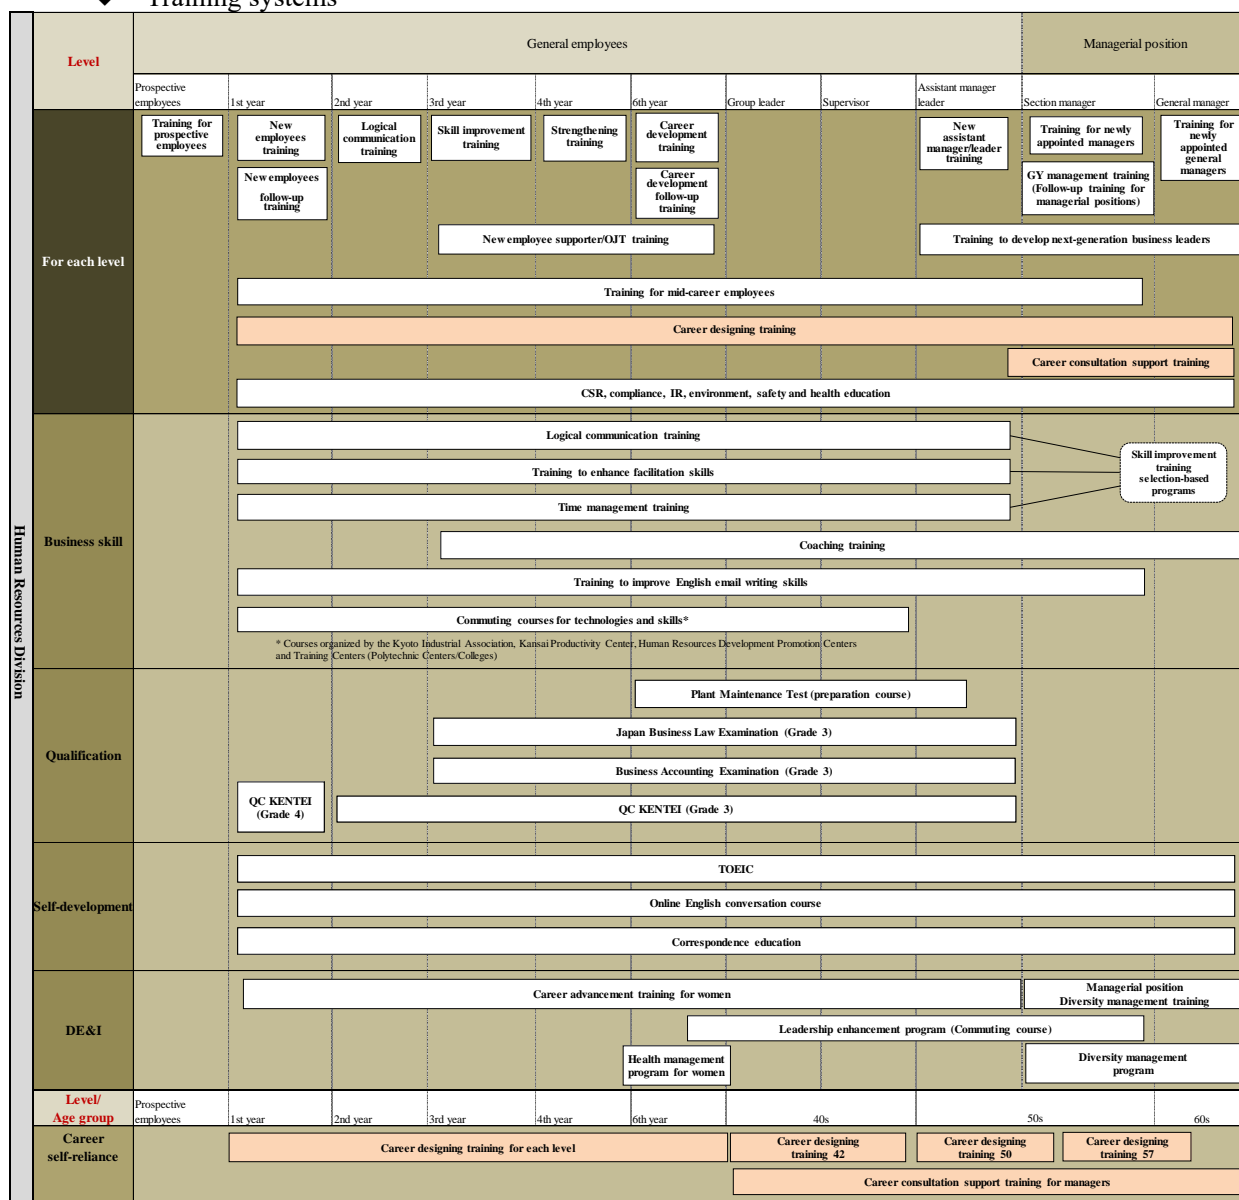 ◆ Training systems
Human Resources Division
Level
General employees
Managerial position
Prospective
employees
1st year
2nd year
3rd year
4th year
6th year
Group leader
Supervisor
Assistant manager
leader
Section manager
General manager
For each level
Training for
prospective
employees
New
employees
training
Logical
communication
training
Skill improvement
training
Strengthening
training
Career
development
training
New
assistant
manager/leader
training
Training for newly
appointed managers
Training for
newly
appointed
general
managers
New employees
follow-up
training
Career
development
follow-up
training
GY management training
(Follow-up training for
managerial positions)
New employee supporter/OJT training
Training to develop next-generation business leaders
Training for mid-career employees
Career designing training
Career consultation support training
CSR, compliance, IR, environment, safety and health education
Business skill
Logical communication training
Training to enhance facilitation skills
Time management training
Skill improvement
training
selection-based
programs
Coaching training
Training to improve English email writing skills
Commuting courses for technologies and skills*
* Courses organized by the Kyoto Industrial Association, Kansai Productivity Center, Human Resources Development Promotion Centers
and Training Centers (Polytechnic Centers/Colleges)
Qualification
Plant Maintenance Test (preparation course)
Japan Business Law Examination (Grade 3)
Business Accounting Examination (Grade 3)
QC KENTEI
(Grade 4)
QC KENTEI (Grade 3)
Self-development
TOEIC
Online English conversation course
Correspondence education
DE&I
Career advancement training for women
Managerial position
Diversity management training
Leadership enhancement program (Commuting course)
Health management
program for women
Diversity management
program
Level/
Age group
Prospective
employees
1st year
2nd year
3rd year
4th year
6th year
40s
50s
60s
Career
self-reliance
Career designing training for each level
Career designing
training 42
Career designing
training 50
Career designing
training 57
Career consultation support training for managers